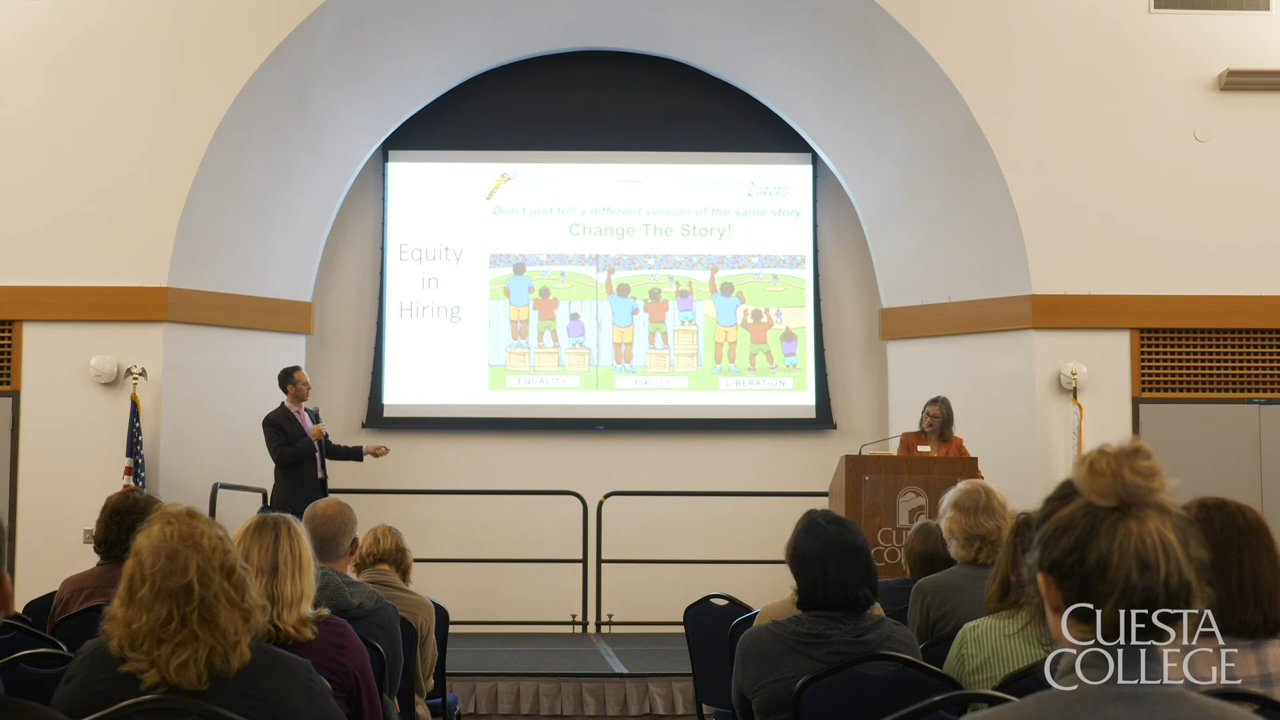 Don't just tell a different version of the same story
Change The Story!
Equity
in
Hiring
EQUALITY
EQUITY
LIBERATION
CUESTA
COLLEGE